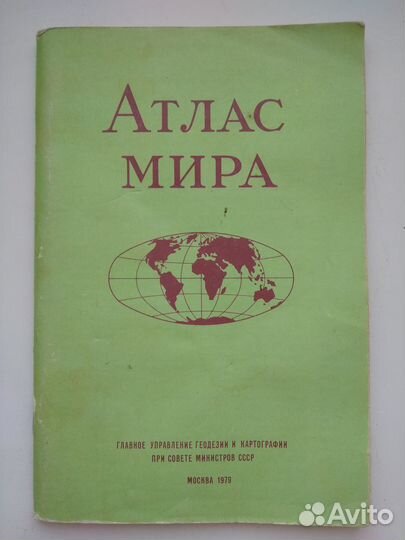 Атлас
мира
ГЛАВНОЕ УПРАВЛЕНИЕ ГЕОДЕЗИИ И КАРТОГРАФИИ
ПРИ СОВЕТЕ МИНИСТРОВ СССР
МОСКВА 1979
Avito